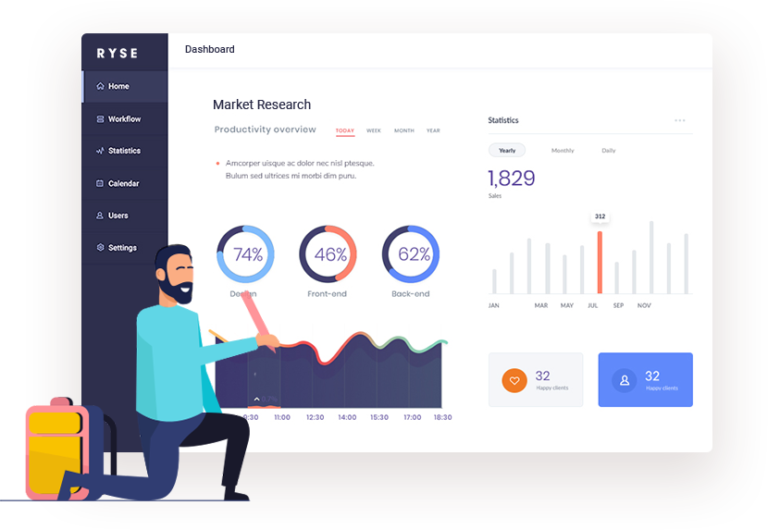 RYSE
Dashboard
Home
Workflow
Statistics
Calendar
Users
Settings
Market Research
Productivity overview
TODAY
WEEK
MONTH
YEAR
Amcorper uisque ac dolor nec nisl ptesque.
Bulum sed ultrices mi morbi dim puru.
74%
46%
62%
Front-end
Back-end
11:00
12:30
14:00
15:30
17:00
18:30
Statistics
Yearly
Monthly
Daily
1,829
Sales
312
JAN
MAR
MAY
JUL
SEP
NOV
32
Happy clients
32
Happy clients